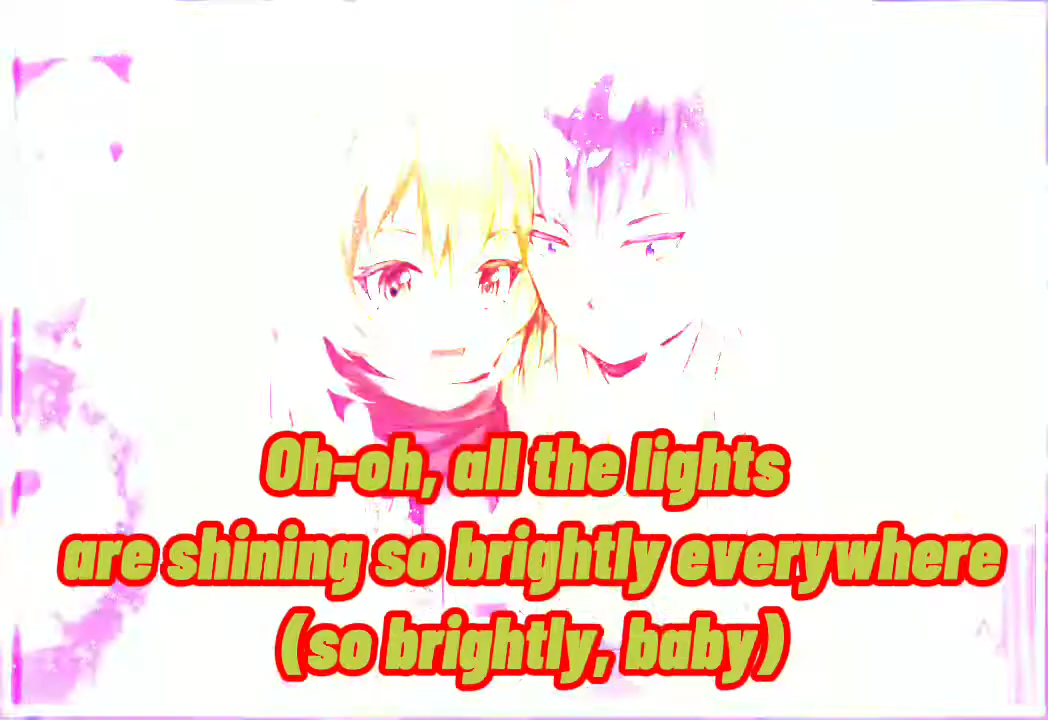 Oh-oh, all the lights
are shining so brightly everywhere
(so brightly, baby)